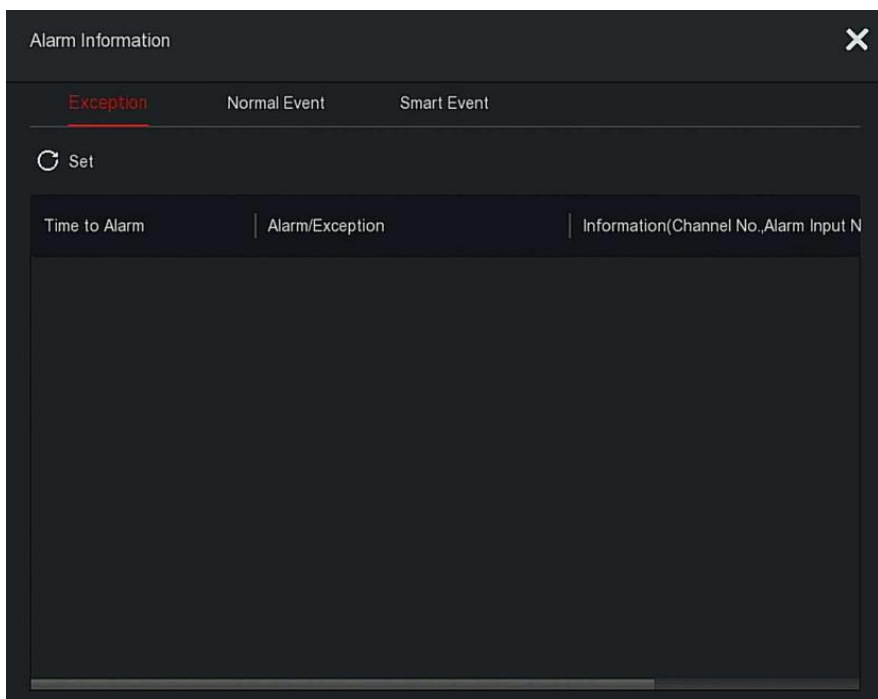 Alarm Information
Exception Normal Event Smart Event
Set
Time to Alarm Alarm/Exception Information(Channel No.,Alarm Input N